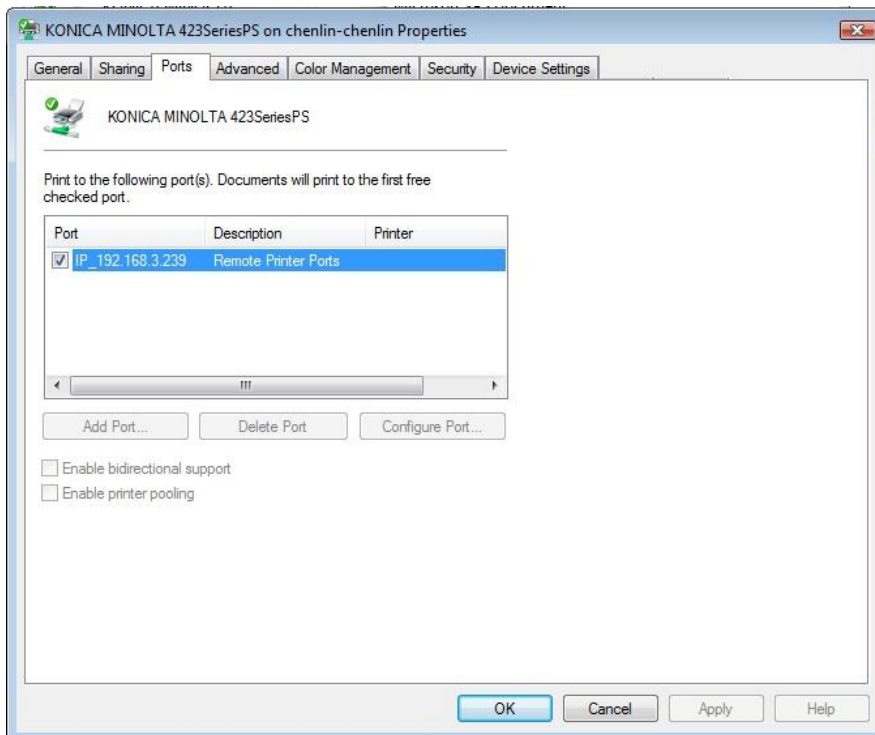 KONICA MINOLTA 423SeriesPS on chenlin-chenlin Properties
General Sharing Ports Advanced Color Management Security Device Settings
KONICA MINOLTA 423SeriesPS
Print to the following port(s). Documents will print to the first free
checked port.
Port Description Printer
IP_192.168.3.239 Remote Printer Ports
Add Port... Delete Port Configure Port...
Enable bidirectional support
Enable printer pooling
OK Cancel Apply Help